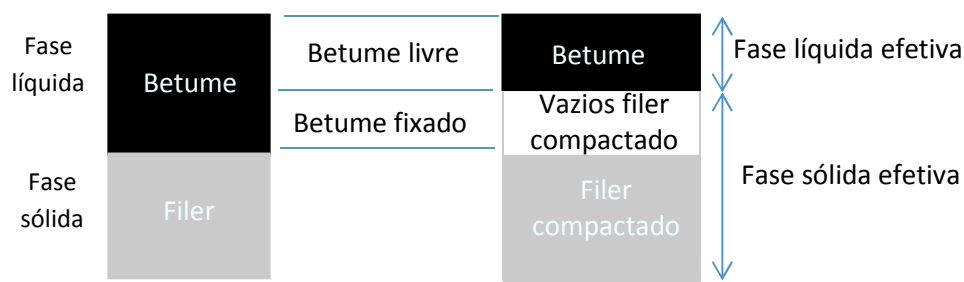 Fase
líquida
Betume
Betume livre
Betume
Fase líquida efetiva
Betume fixado
Vazios filer
compactado
Fase
sólida
Filer
Filer
compactado
Fase sólida efetiva